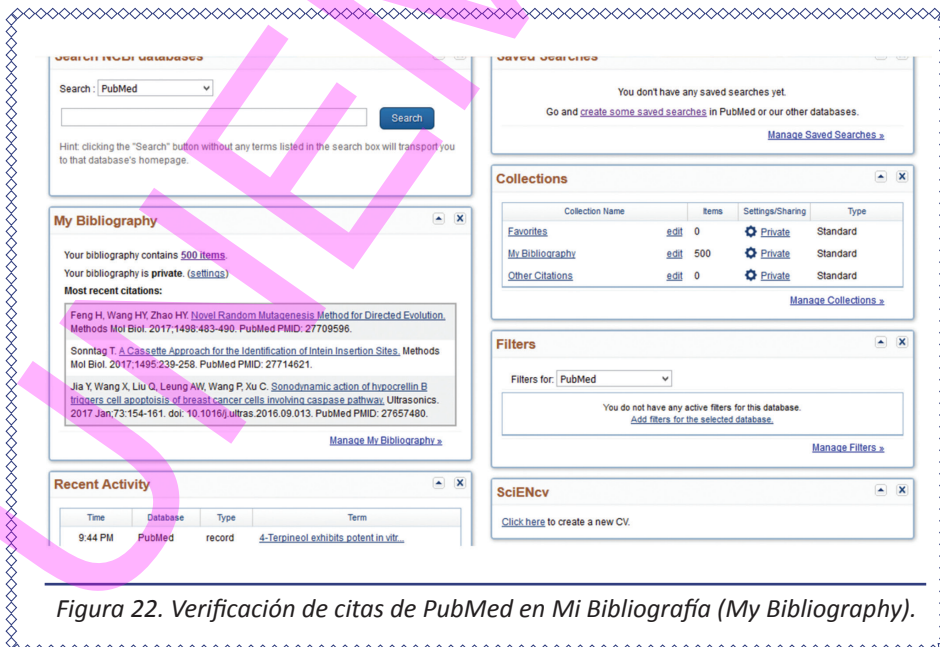 Search NCBI databases
Search : PubMed
Search
Hint: clicking the "Search" button without any terms listed in the search box will transport you
to that database's homepage.
My Bibliography
Your bibliography contains 500 items.
Your bibliography is private. (settings)
Most recent citations:
Feng H, Wang HY, Zhao HY. Novel Random Mutagenesis Method for Directed Evolution.
Methods Mol Biol. 2017;1498:483-490. PubMed PMID: 27709596.
Sonntag T. A Cassette Approach for the Identification of Intein Insertion Sites. Methods
Mol Biol. 2017;1495:239-258. PubMed PMID: 27714621.
Jia Y, Wang X, Liu Q, Leung AW, Wang P, Xu C. Sonodynamic action of hypocrellin B
triggers cell apoptoisis of breast cancer cells involving caspase pathway. Ultrasonics.
2017 Jan;73:154-161. doi: 10.1016/j.ultras.2016.09.013. PubMed PMID: 27657480.
Manage My Bibliography »
Recent Activity
Time Database Type Term
9:44 PM PubMed record 4-Terpineol exhibits potent in vitr...
Saved Searches
You don't have any saved searches yet.
Go and create some saved searches in PubMed or our other databases.
Manage Saved Searches »
Collections
Collection Name Items Settings/Sharing Type
Favorites edit 0 Private Standard
My Bibliography edit 500 Private Standard
Other Citations edit 0 Private Standard
Manage Collections »
Filters
Filters for: PubMed
You do not have any active filters for this database.
Add filters for the selected database.
Manage Filters »
SciENcv
Click here to create a new CV.
Figura 22. Verificación de citas de PubMed en Mi Bibliografía (My Bibliography).